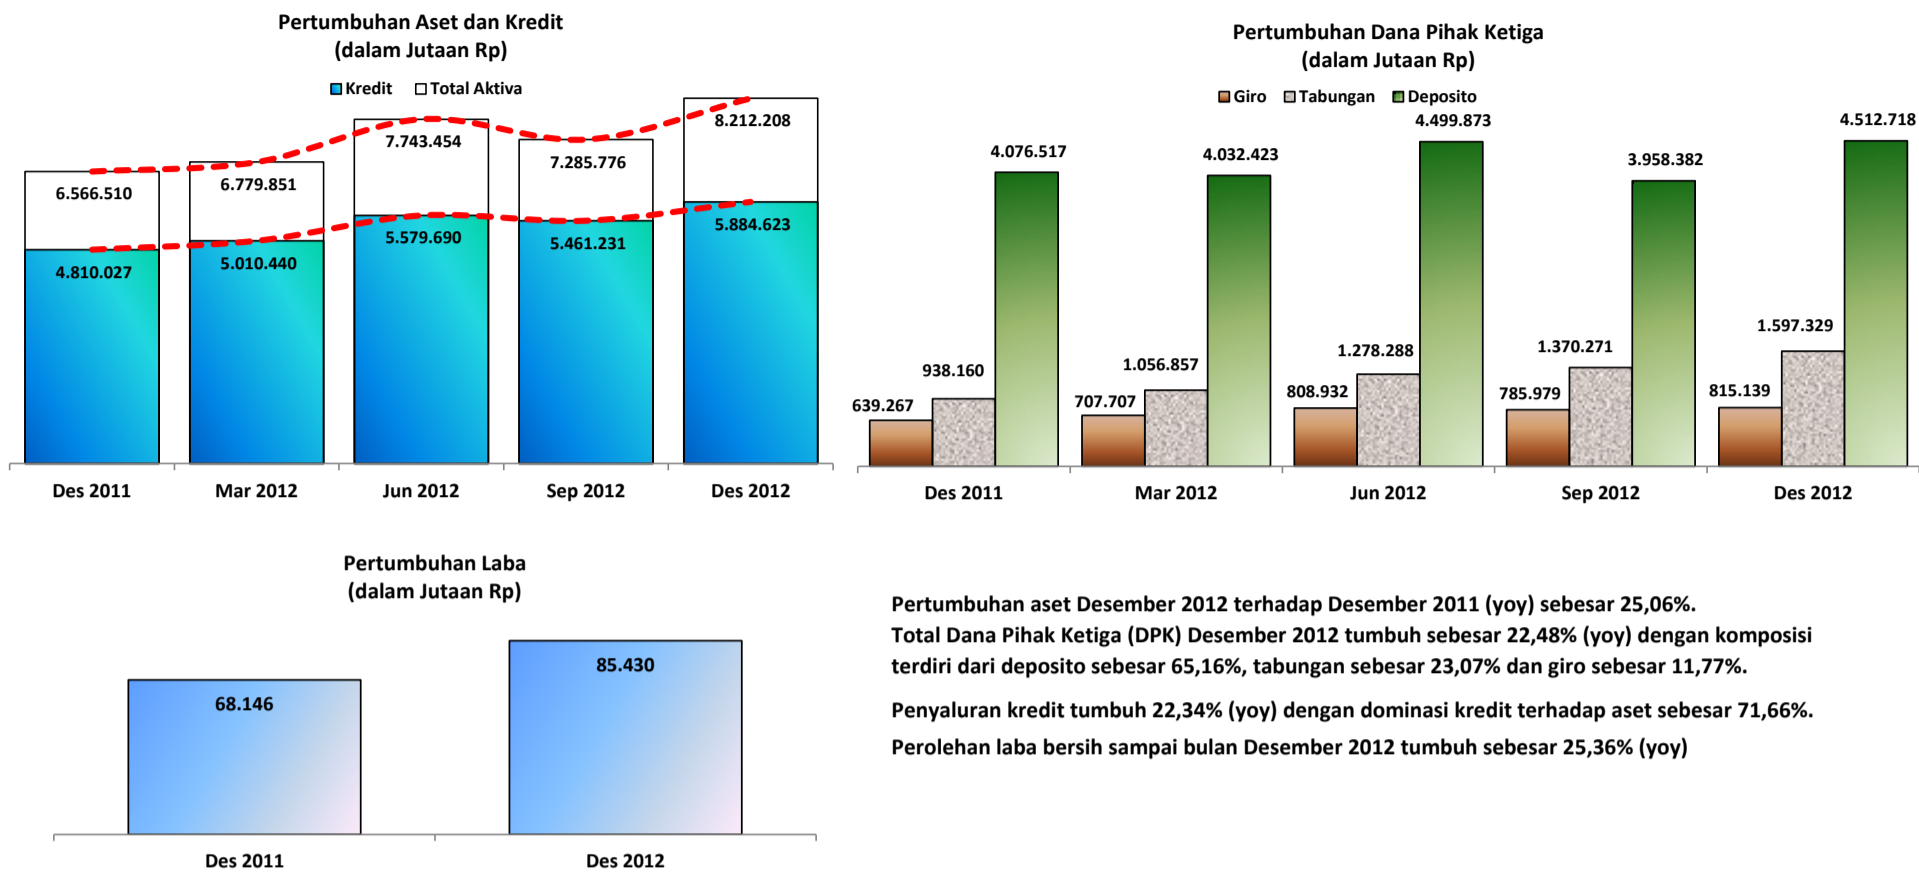 Pertumbuhan Aset dan Kredit
(dalam Jutaan Rp)
Kredit Total Aktiva
6.566.510
6.779.851
7.743.454
7.285.776
8.212.208
4.810.027
5.010.440
5.579.690
5.461.231
5.884.623
Des 2011 Mar 2012 Jun 2012 Sep 2012 Des 2012
Pertumbuhan Dana Pihak Ketiga
(dalam Jutaan Rp)
Giro Tabungan Deposito
639.267
938.160
4.076.517
707.707
1.056.857
4.032.423
808.932
1.278.288
4.499.873
785.979
1.370.271
3.958.382
815.139
1.597.329
4.512.718
Des 2011 Mar 2012 Jun 2012 Sep 2012 Des 2012
Pertumbuhan Laba
(dalam Jutaan Rp)
68.146
85.430
Des 2011 Des 2012
Pertumbuhan aset Desember 2012 terhadap Desember 2011 (yoy) sebesar 25,06%.
Total Dana Pihak Ketiga (DPK) Desember 2012 tumbuh sebesar 22,48% (yoy) dengan komposisi
terdiri dari deposito sebesar 65,16%, tabungan sebesar 23,07% dan giro sebesar 11,77%.
Penyaluran kredit tumbuh 22,34% (yoy) dengan dominasi kredit terhadap aset sebesar 71,66%.
Perolehan laba bersih sampai bulan Desember 2012 tumbuh sebesar 25,36% (yoy)